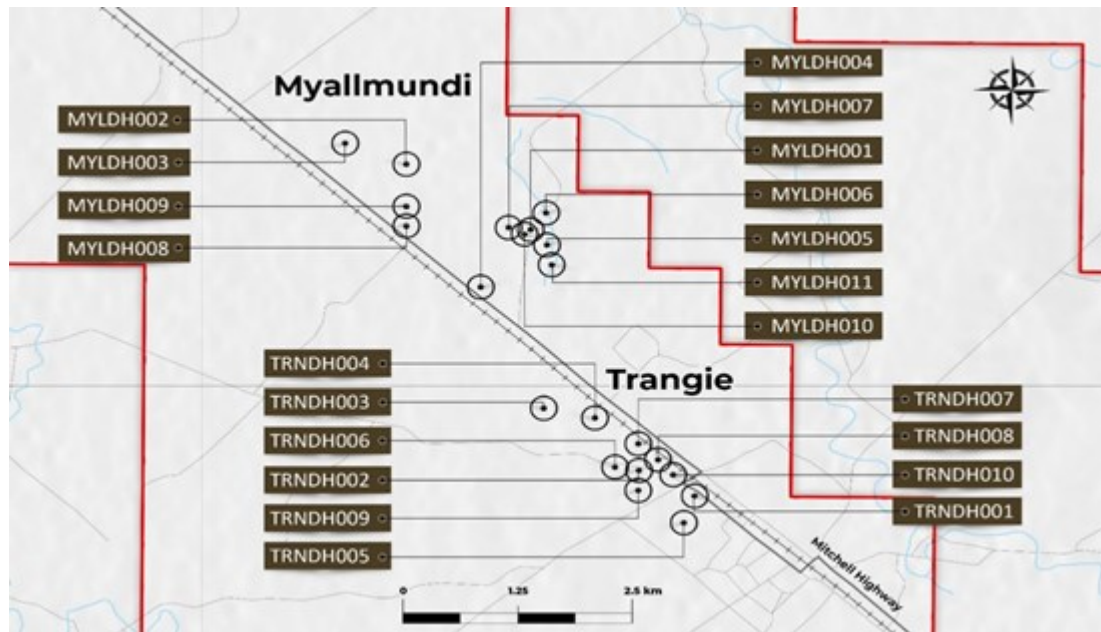 Myallmundi
MYLDH002
MYLDH003
MYLDH009
MYLDH008
MYLDH004
MYLDH007
MYLDH001
MYLDH006
MYLDH005
MYLDH011
MYLDH010
Trangie
TRNDH004
TRNDH003
TRNDH006
TRNDH002
TRNDH009
TRNDH005
TRNDH007
TRNDH008
TRNDH010
TRNDH001
Mitchell Highway
0 1.25 2.5 km